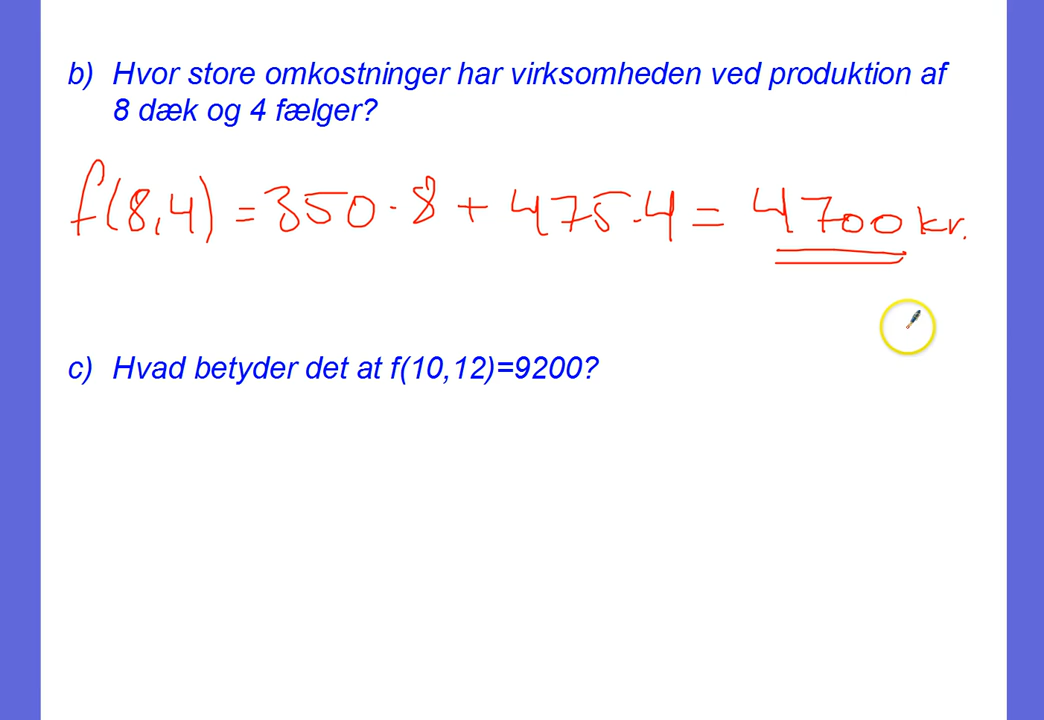 b) Hvor store omkostninger har virksomheden ved produktion af
8 dæk og 4 fælger?
f(8,4) = 350 · 8 + 475 · 4 = 4700 kr.
c) Hvad betyder det at f(10,12)=9200?